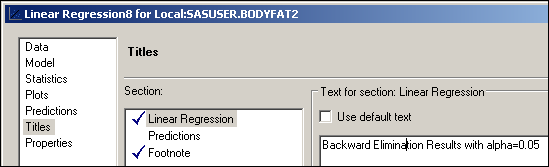 Linear Regression8 for Local:SASUSER.BODYFAT2
Data
Model
Statistics
Plots
Predictions
Titles
Properties
Titles
Section:
Linear Regression
Predictions
Footnote
Text for section: Linear Regression
Use default text
Backward Elimination Results with alpha=0.05